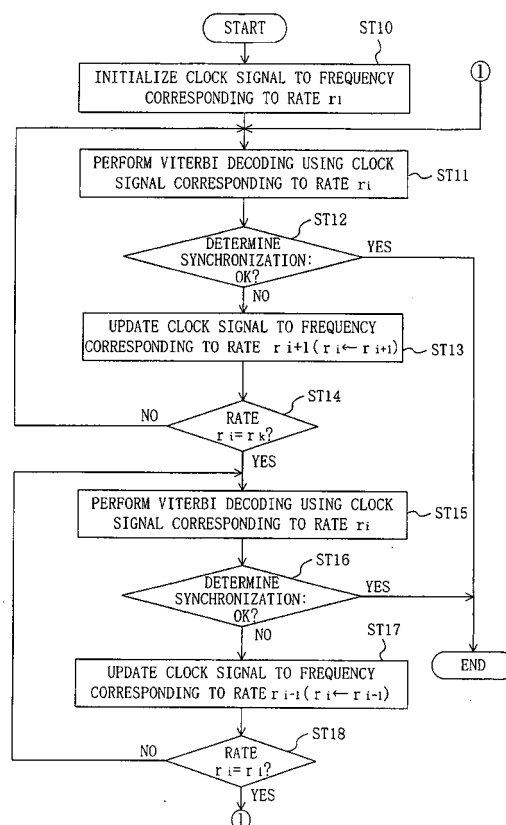 START
ST10
①
INITIALIZE CLOCK SIGNAL TO FREQUENCY
CORRESPONDING TO RATE r1
PERFORM VITERBI DECODING USING CLOCK
SIGNAL CORRESPONDING TO RATE ri
ST11
ST12
DETERMINE
SYNCHRONIZATION:
OK?
YES
NO
UPDATE CLOCK SIGNAL TO FREQUENCY
CORRESPONDING TO RATE ri+1(ri←ri+1)
ST13
ST14
NO
RATE
ri=rk?
YES
PERFORM VITERBI DECODING USING CLOCK
SIGNAL CORRESPONDING TO RATE ri
ST15
ST16
DETERMINE
SYNCHRONIZATION:
OK?
YES
NO
ST17
UPDATE CLOCK SIGNAL TO FREQUENCY
CORRESPONDING TO RATE ri-1(ri←ri-1)
END
ST18
NO
RATE
ri=r1?
YES
①